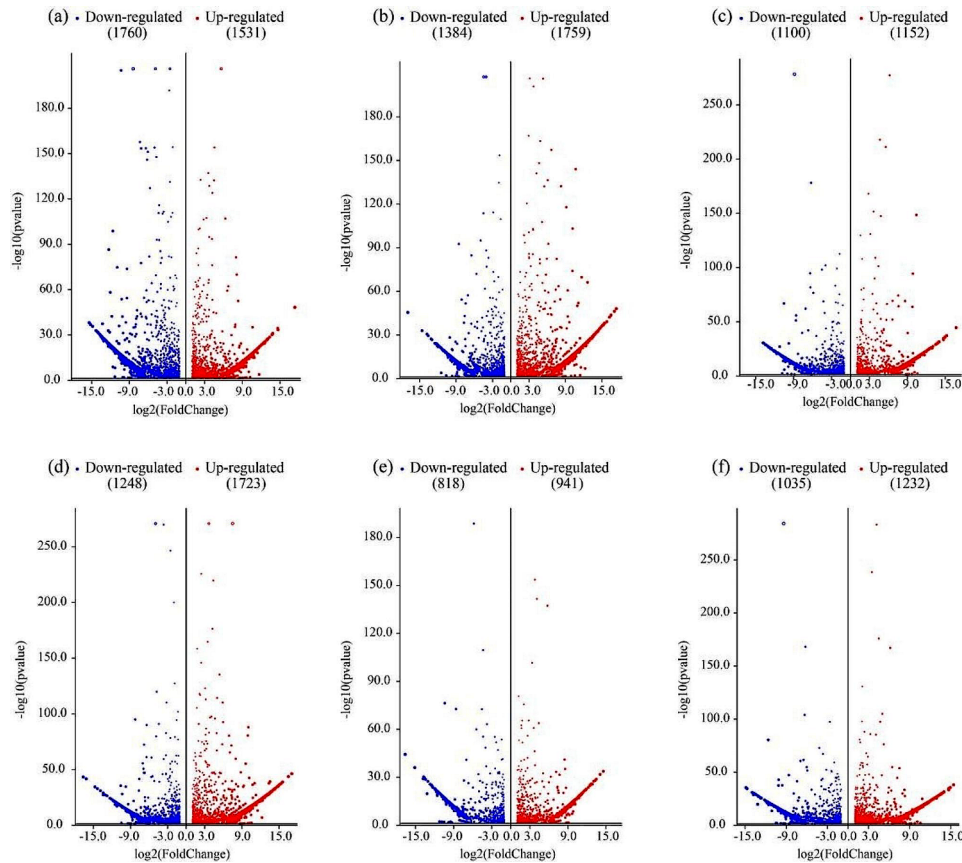 (a) • Down-regulated • Up-regulated
(1760) (1531)
180.0
150.0
120.0
90.0
60.0
30.0
0.0
-log10(pvalue)
-15.0 -9.0 -3.0 0.0 3.0 9.0 15.0
log2(FoldChange)
(b) • Down-regulated • Up-regulated
(1384) (1759)
180.0
150.0
120.0
90.0
60.0
30.0
0.0
-log10(pvalue)
-15.0 -9.0 -3.0 0.0 3.0 9.0 15.0
log2(FoldChange)
(c) • Down-regulated • Up-regulated
(1100) (1152)
250.0
200.0
150.0
100.0
50.0
0.0
-log10(pvalue)
-15.0 -9.0 -3.0 0.0 3.0 9.0 15.0
log2(FoldChange)
(d) • Down-regulated • Up-regulated
(1248) (1723)
250.0
200.0
150.0
100.0
50.0
0.0
-log10(pvalue)
-15.0 -9.0 -3.0 0.0 3.0 9.0 15.0
log2(FoldChange)
(e) • Down-regulated • Up-regulated
(818) (941)
180.0
150.0
120.0
90.0
60.0
30.0
0.0
-log10(pvalue)
-15.0 -9.0 -3.0 0.0 3.0 9.0 15.0
log2(FoldChange)
(f) • Down-regulated • Up-regulated
(1035) (1232)
250.0
200.0
150.0
100.0
50.0
0.0
-log10(pvalue)
-15.0 -9.0 -3.0 0.0 3.0 9.0 15.0
log2(FoldChange)